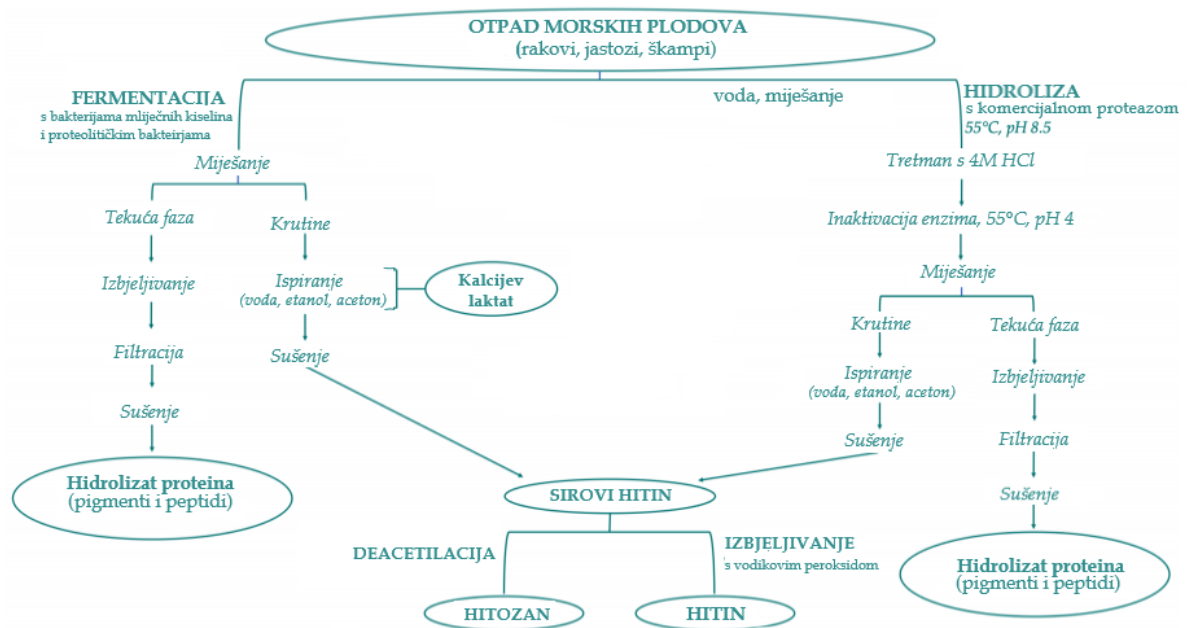 OTPAD MORSKIH PLODOVA
(rakovi, jastozi, škampi)
FERMENTACIJA
s bakterijama mliječnih kiselina
i proteolitičkim bakteirjama
voda, miješanje
HIDROLIZA
s komercijalnom proteazom
55°C, pH 8.5
Miješanje
Tekuća faza
Krutine
Izbjeljivanje
Ispiranje
(voda, etanol, aceton)
Kalcijev
laktat
Filtracija
Sušenje
Sušenje
Hidrolizat proteina
(pigmenti i peptidi)
Tretman s 4M HCl
Inaktivacija enzima, 55°C, pH 4
Miješanje
Krutine
Tekuća faza
Ispiranje
(voda, etanol, aceton)
Izbjeljivanje
Sušenje
Filtracija
Sušenje
Hidrolizat proteina
(pigmenti i peptidi)
SIROVI HITIN
DEACETILACIJA
IZBJELJIVANJE
s vodikovim peroksidom
HITOZAN
HITIN